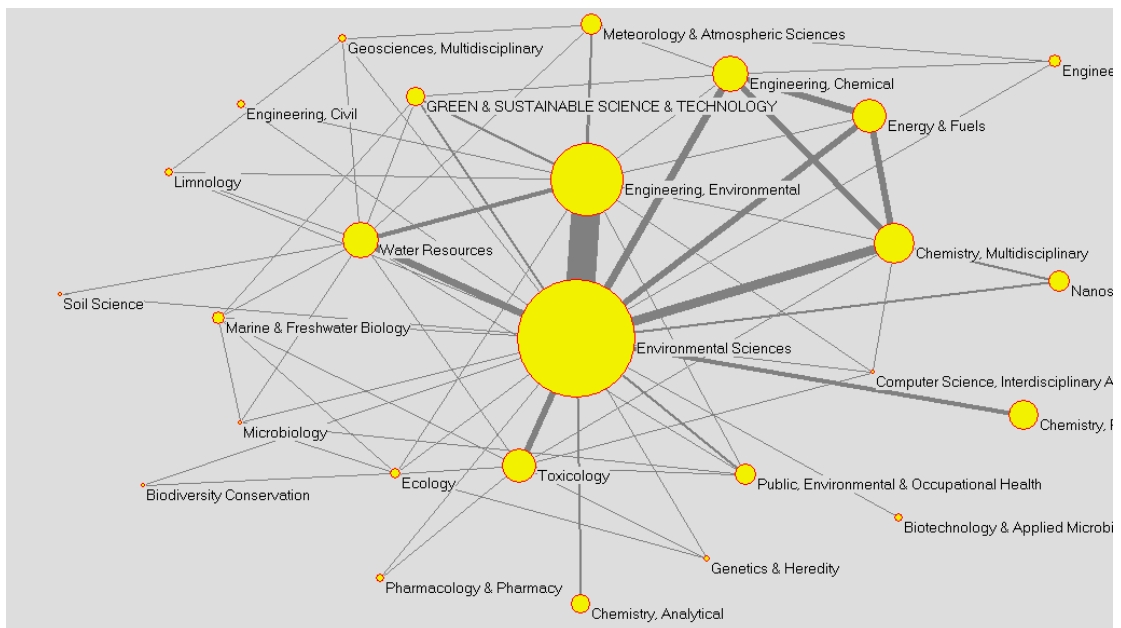 Meteorology & Atmospheric Sciences
Geosciences, Multidisciplinary
Enginee
Engineering, Chemical
GREEN & SUSTAINABLE SCIENCE & TECHNOLOGY
Engineering, Civil
Energy & Fuels
Limnology
Engineering, Environmental
Water Resources
Chemistry, Multidisciplinary
Nanos
Soil Science
Marine & Freshwater Biology
Environmental Sciences
Computer Science, Interdisciplinary A
Chemistry, F
Microbiology
Ecology
Toxicology
Public, Environmental & Occupational Health
Biodiversity Conservation
Biotechnology & Applied Microbi
Genetics & Heredity
Pharmacology & Pharmacy
Chemistry, Analytical